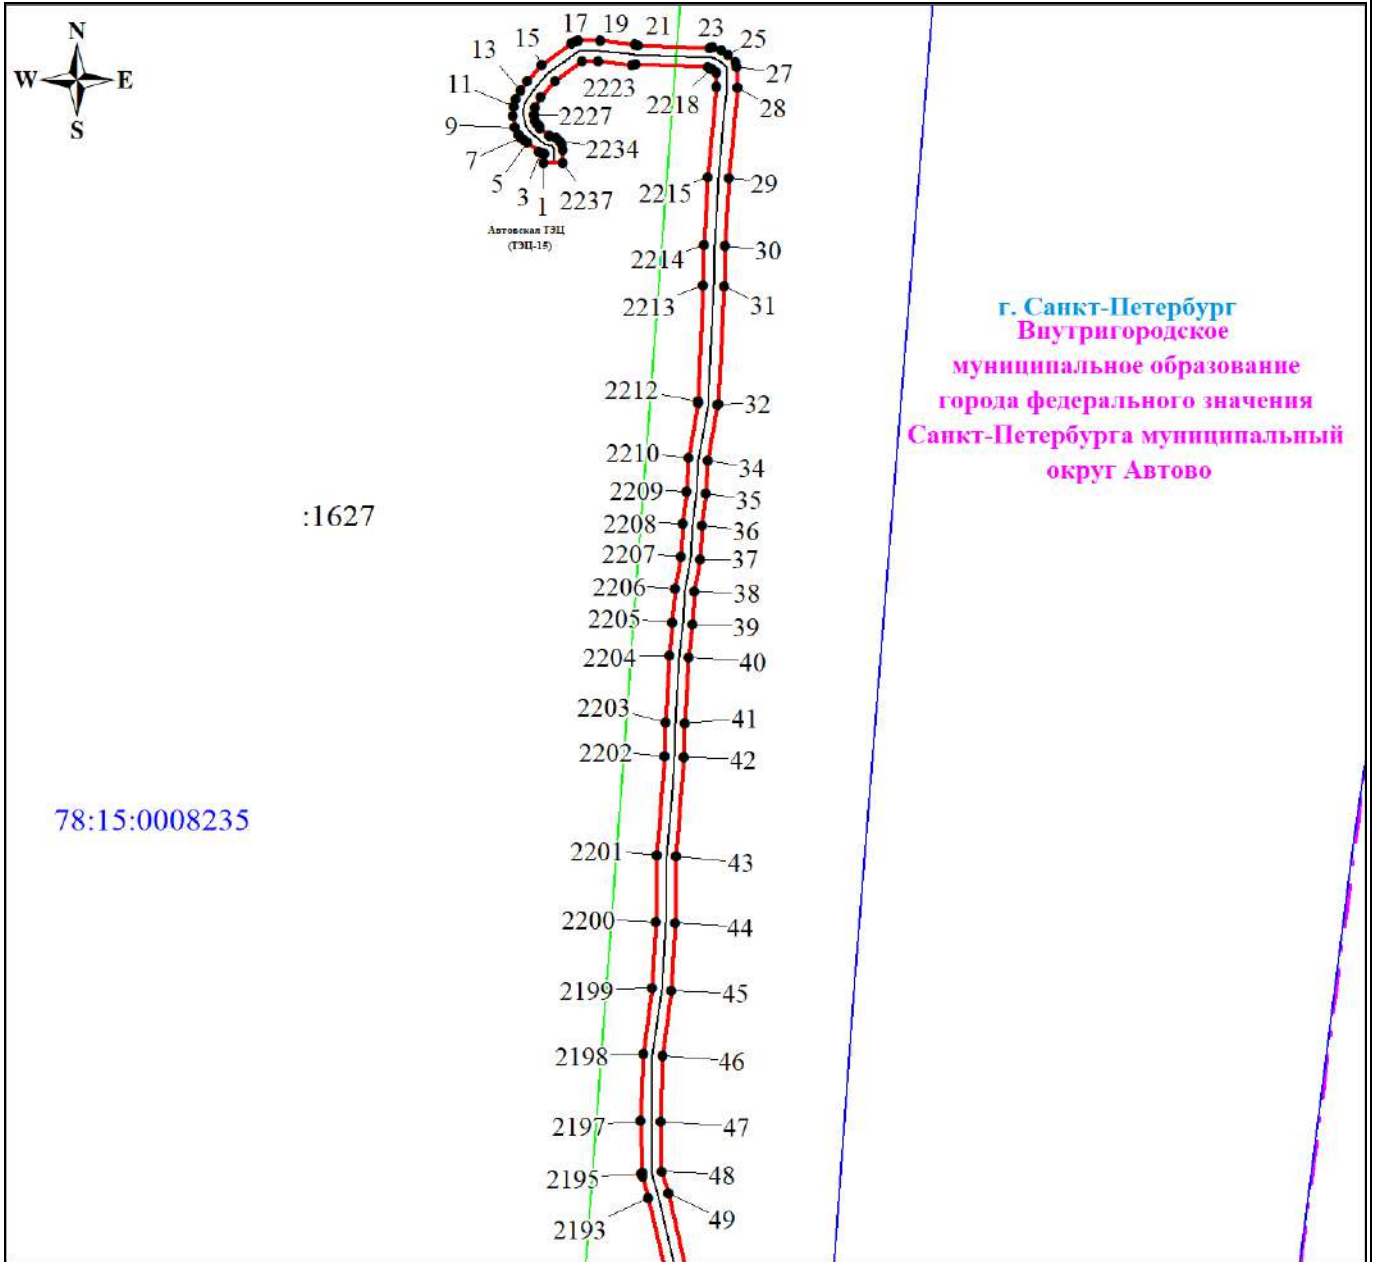 N
W E
S
17 19 21 23
15 25
13 27
11 2223 2218 28
9 2227
7 2234
5 2215 29
3
1 2237
Автовская ТЭЦ
(ТЭЦ-15)
2214 30
2213 31
г. Санкт-Петербург
Внутригородское
муниципальное образование
города федерального значения
Санкт-Петербурга муниципальный
округ Автово
2212 32
2210 34
2209 35
:1627
2208 36
2207 37
2206 38
2205 39
2204 40
2203 41
2202 42
78:15:0008235
2201 43
2200 44
2199 45
2198 46
2197 47
2195 48
2193 49